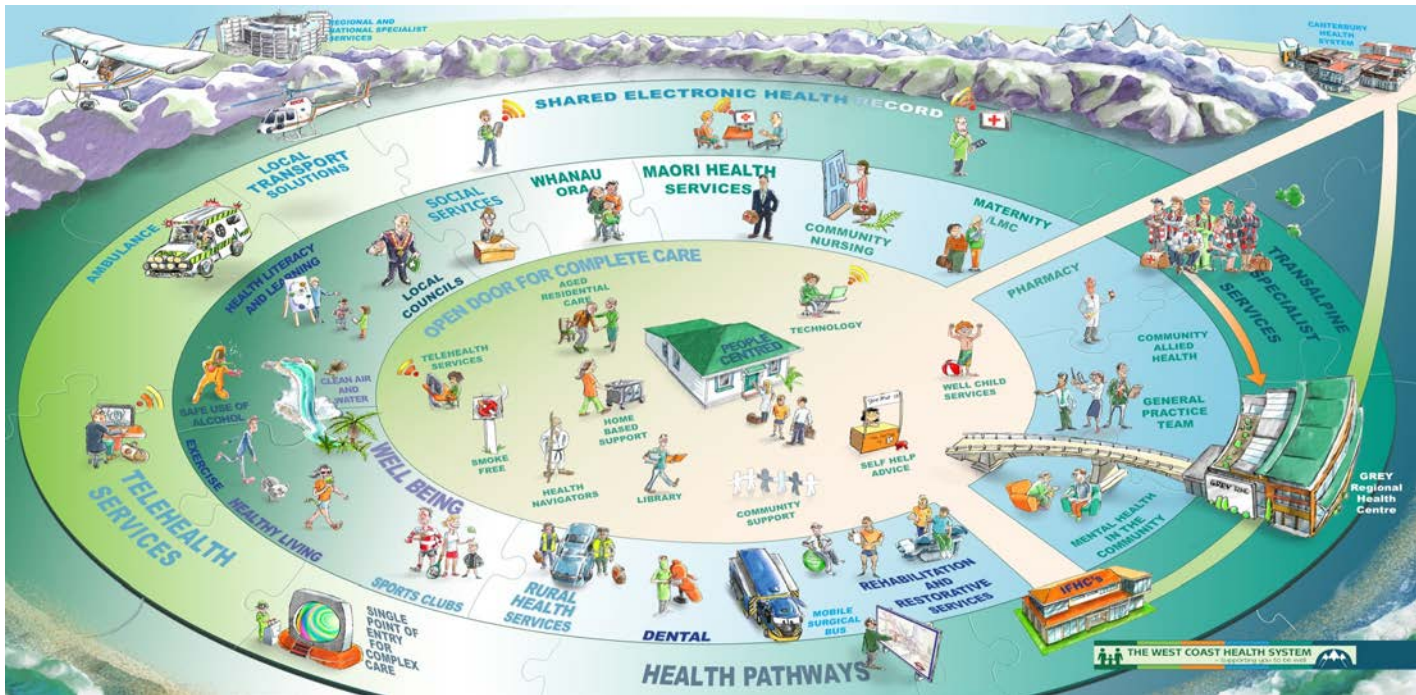 REGIONAL AND
NATIONAL SPECIALIST
SERVICES
CANTERBURY
HEALTH
SYSTEM
SHARED ELECTRONIC HEALTH RECORD
LOCAL
TRANSPORT
SOLUTIONS
AMBULANCE
SOCIAL
SERVICES
WHANAU
ORA
MAORI HEALTH
SERVICES
COMMUNITY
NURSING
MATERNITY
/LMC
HEALTH LITERACY
AND LEARNING
LOCAL
COUNCILS
OPEN DOOR FOR COMPLETE CARE
AGED
RESIDENTIAL
CARE
TECHNOLOGY
PHARMACY
TRANSALPINE
SPECIALIST
SERVICES
TELEHEALTH
SERVICES
PEOPLE
CENTRED
WELL CHILD
SERVICES
COMMUNITY
ALLIED
HEALTH
GENERAL
PRACTICE
TEAM
CLEAN AIR
AND
WATER
SAFE USE OF
ALCOHOL
EXERCISE
HEALTHY LIVING
WELL BEING
SMOKE
FREE
HOME
BASED
SUPPORT
HEALTH
NAVIGATORS
LIBRARY
COMMUNITY
SUPPORT
SELF HELP
ADVICE
GREY
Regional
Health
Centre
MENTAL HEALTH
IN THE
COMMUNITY
TELEHEALTH
SERVICES
SPORTS CLUBS
RURAL
HEALTH
SERVICES
DENTAL
MOBILE
SURGICAL
BUS
REHABILITATION
AND
RESTORATIVE
SERVICES
IFHC's
SINGLE
POINT OF
ENTRY
FOR
COMPLEX
CARE
HEALTH PATHWAYS
THE WEST COAST HEALTH SYSTEM
- Supporting you to be well